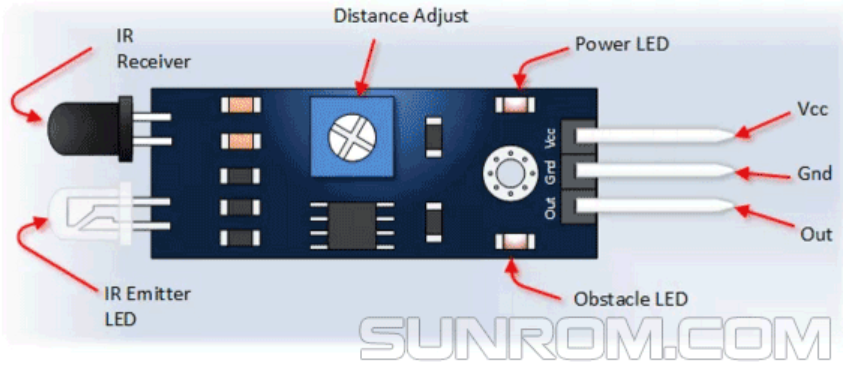 Distance Adjust
IR
Receiver
Power LED
Vcc
Vcc
Gnd
Gnd
Out
Out
IR Emitter
LED
Obstacle LED
SUNROM.COM